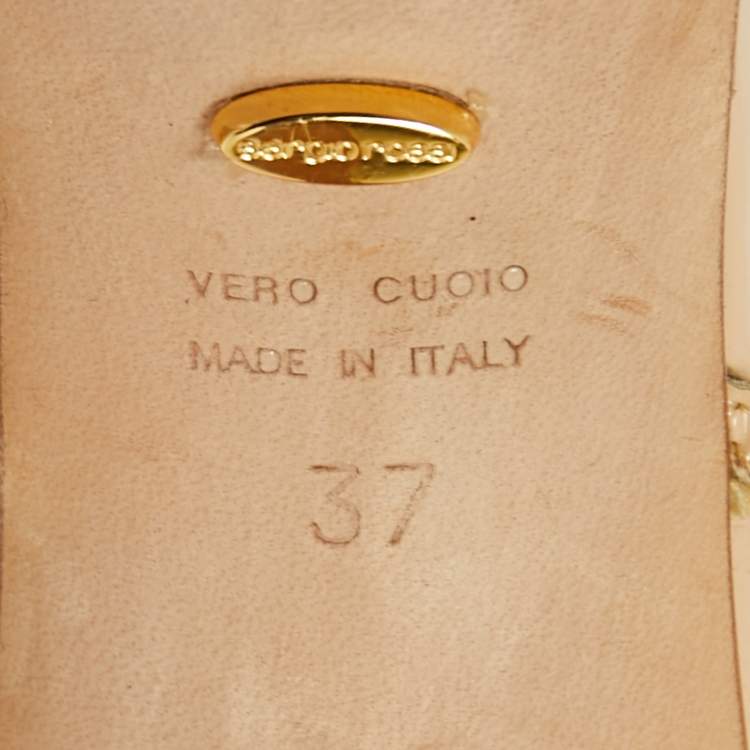 sergio rossi
VERO CUOIO
MADE IN ITALY
37